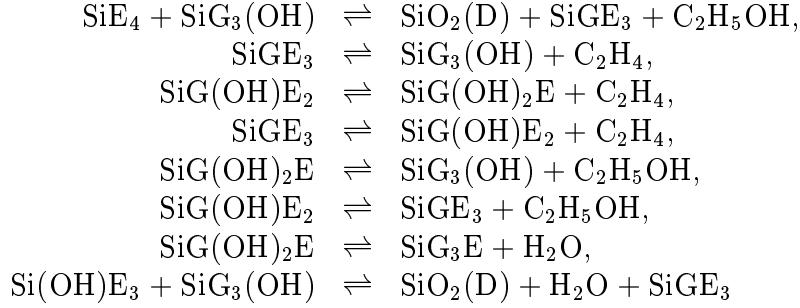 SiE₄ + SiG₃(OH) ⇌ SiO₂(D) + SiGE₃ + C₂H₅OH,
SiGE₃ ⇌ SiG₃(OH) + C₂H₄,
SiG(OH)E₂ ⇌ SiG(OH)₂E + C₂H₄,
SiGE₃ ⇌ SiG(OH)E₂ + C₂H₄,
SiG(OH)₂E ⇌ SiG₃(OH) + C₂H₅OH,
SiG(OH)E₂ ⇌ SiGE₃ + C₂H₅OH,
SiG(OH)₂E ⇌ SiG₃E + H₂O,
Si(OH)E₃ + SiG₃(OH) ⇌ SiO₂(D) + H₂O + SiGE₃